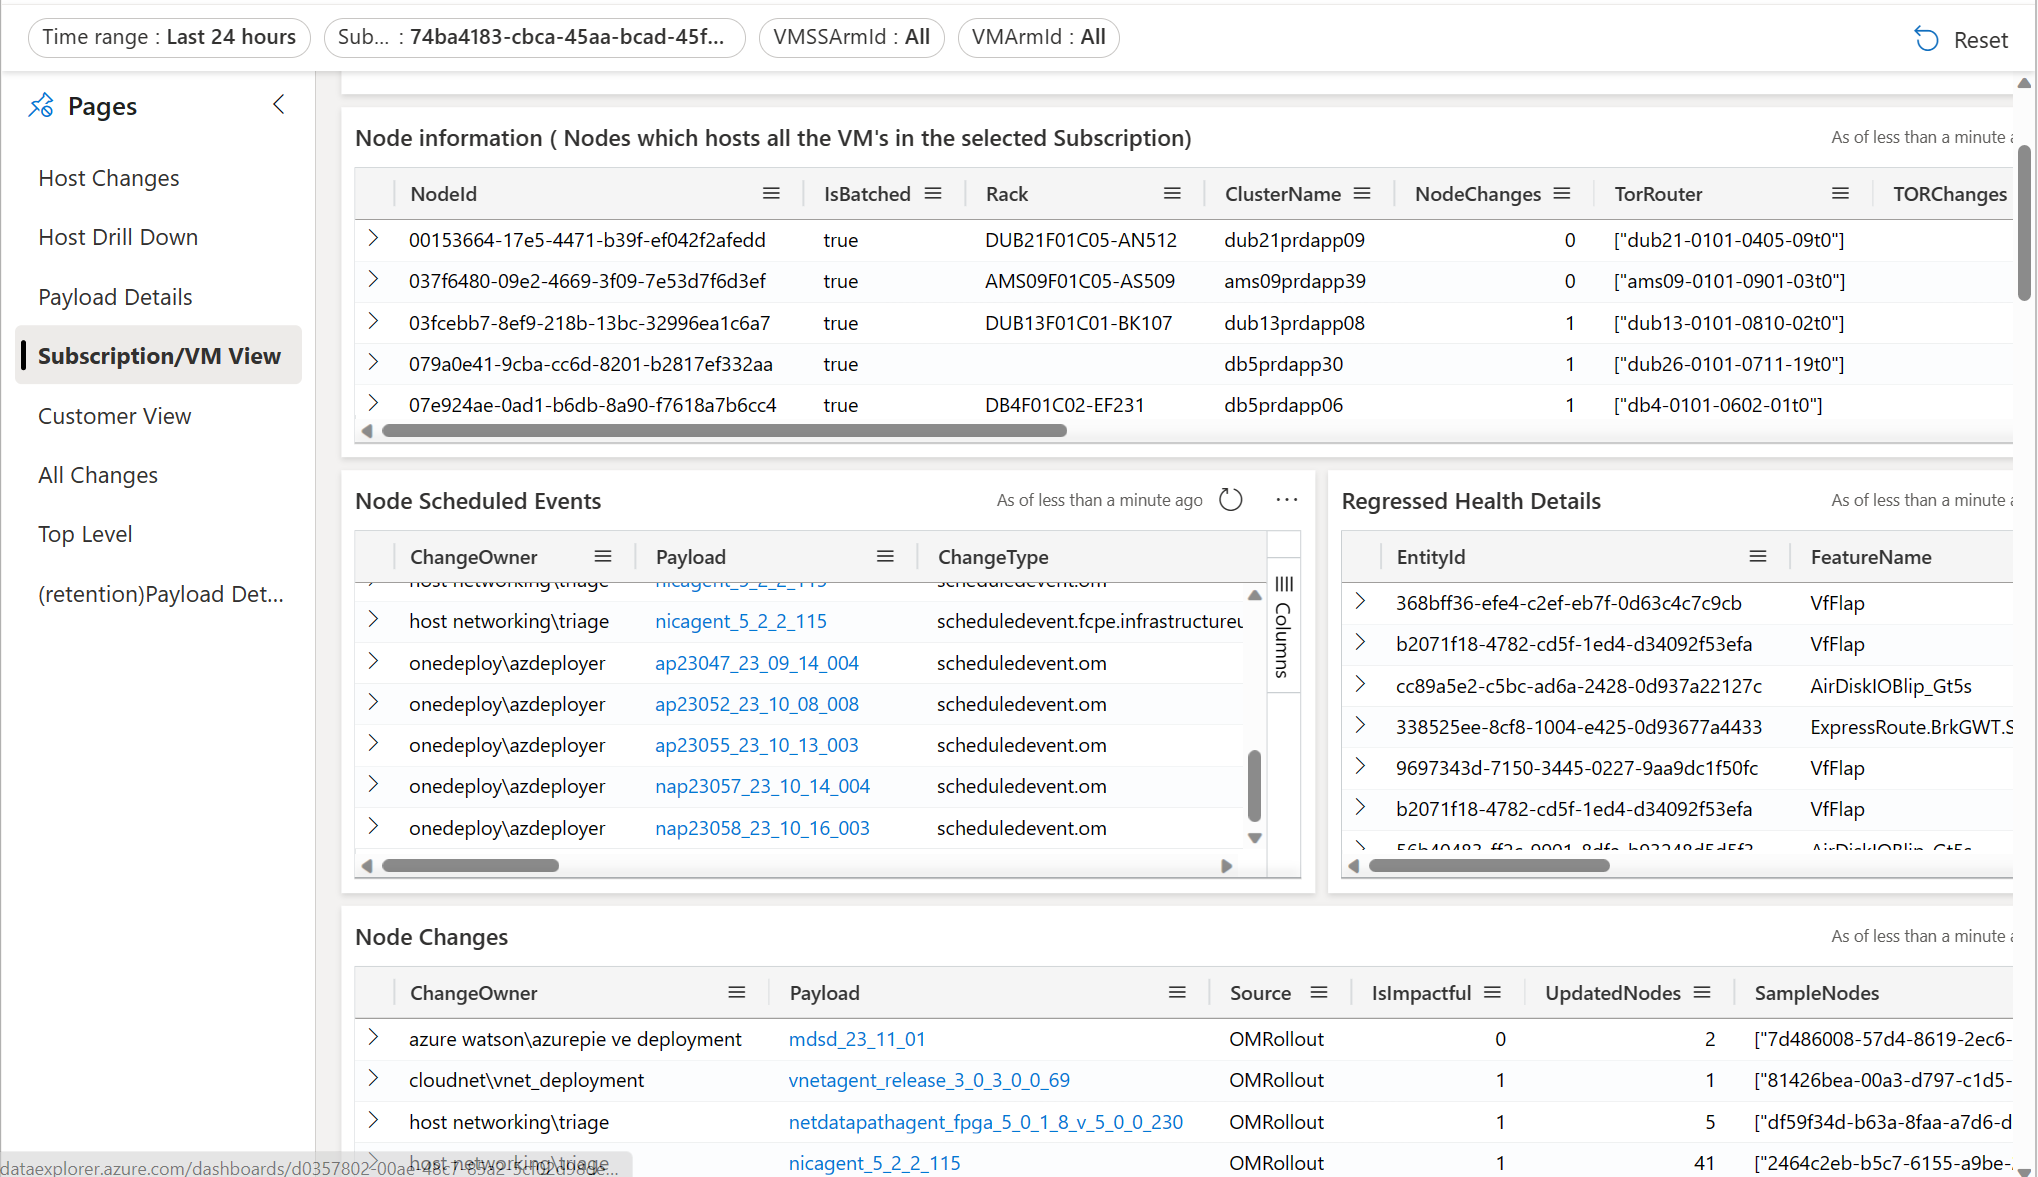 Time range : Last 24 hours Sub... : 74ba4183-cbca-45aa-bcad-45f... VMSSArmId : All VMArmId : All Reset
Pages
Host Changes
Host Drill Down
Payload Details
Subscription/VM View
Customer View
All Changes
Top Level
(retention)Payload Det...
Node information ( Nodes which hosts all the VM's in the selected Subscription) As of less than a minute
NodeId IsBatched Rack ClusterName NodeChanges TorRouter TORChanges
00153664-17e5-4471-b39f-ef042f2afedd true DUB21F01C05-AN512 dub21prdapp09 0 ["dub21-0101-0405-09t0"]
037f6480-09e2-4669-3f09-7e53d7f6d3ef true AMS09F01C05-AS509 ams09prdapp39 0 ["ams09-0101-0901-03t0"]
03fcebb7-8ef9-218b-13bc-32996ea1c6a7 true DUB13F01C01-BK107 dub13prdapp08 1 ["dub13-0101-0810-02t0"]
079a0e41-9cba-cc6d-8201-b2817ef332aa true db5prdapp30 1 ["dub26-0101-0711-19t0"]
07e924ae-0ad1-b6db-8a90-f7618a7b6cc4 true DB4F01C02-EF231 db5prdapp06 1 ["db4-0101-0602-01t0"]
Node Scheduled Events As of less than a minute ago ...
ChangeOwner Payload ChangeType
host networking\triage nicagent_5_2_2_115 scheduledevent.om
host networking\triage nicagent_5_2_2_115 scheduledevent.fcpe.infrastructureu
onedeploy\azdeployer ap23047_23_09_14_004 scheduledevent.om
onedeploy\azdeployer ap23052_23_10_08_008 scheduledevent.om
onedeploy\azdeployer ap23055_23_10_13_003 scheduledevent.om
onedeploy\azdeployer nap23057_23_10_14_004 scheduledevent.om
onedeploy\azdeployer nap23058_23_10_16_003 scheduledevent.om
Columns
Regressed Health Details As of less than a minute
EntityId FeatureName
368bff36-efe4-c2ef-eb7f-0d63c4c7c9cb VfFlap
b2071f18-4782-cd5f-1ed4-d34092f53efa VfFlap
cc89a5e2-c5bc-ad6a-2428-0d937a22127c AirDiskIOBlip_Gt5s
338525ee-8cf8-1004-e425-0d93677a4433 ExpressRoute.BrkGWT.S
9697343d-7150-3445-0227-9aa9dc1f50fc VfFlap
b2071f18-4782-cd5f-1ed4-d34092f53efa VfFlap
AirDiskIOBlip_Gt5s
Node Changes As of less than a minute
ChangeOwner Payload Source IsImpactful UpdatedNodes SampleNodes
azure watson\azurepie ve deployment mdsd_23_11_01 OMRollout 0 2 ["7d486008-57d4-8619-2ec6-
cloudnet\vnet_deployment vnetagent_release_3_0_3_0_0_69 OMRollout 1 1 ["81426bea-00a3-d797-c1d5-
host networking\triage netdatapathagent_fpga_5_0_1_8_v_5_0_0_230 OMRollout 1 5 ["df59f34d-b63a-8faa-a7d6-d
host networking\triage nicagent_5_2_2_115 OMRollout 1 41 ["2464c2eb-b5c7-6155-a9be-